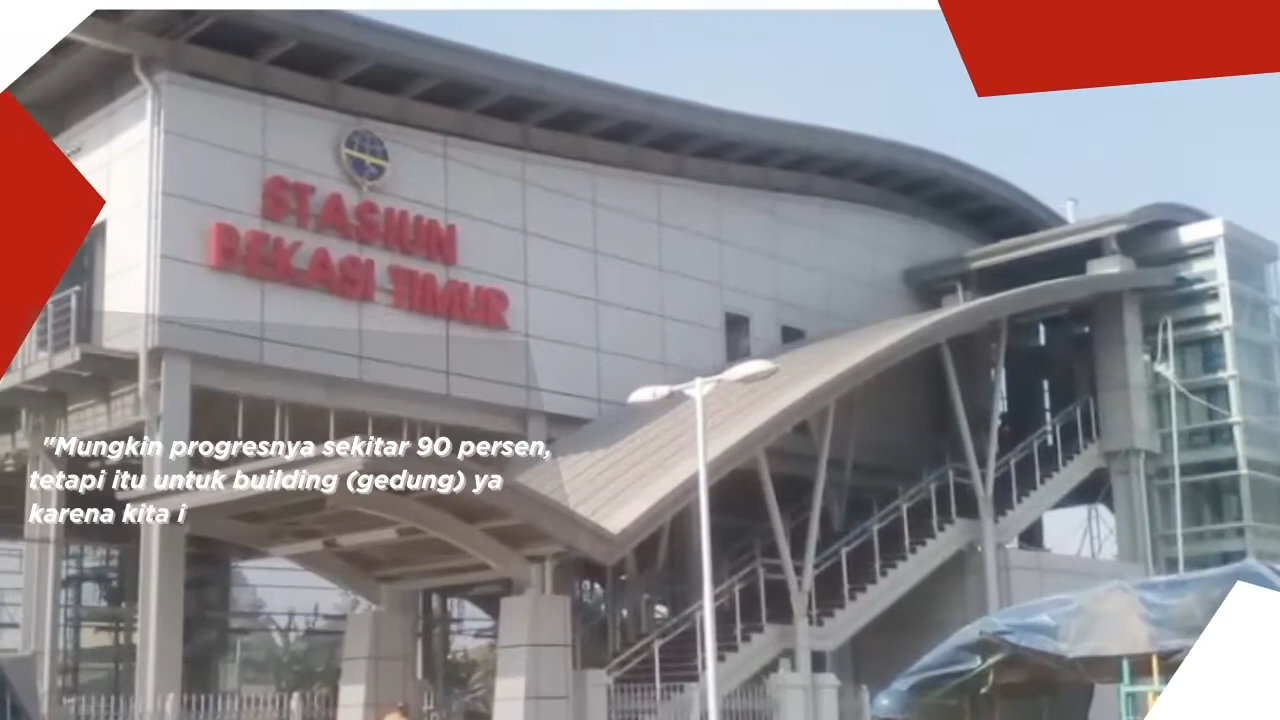 STASIUN
BEKASI TIMUR
"Mungkin progresnya sekitar 90 persen,
tetapi itu untuk building (gedung) ya
karena kita i